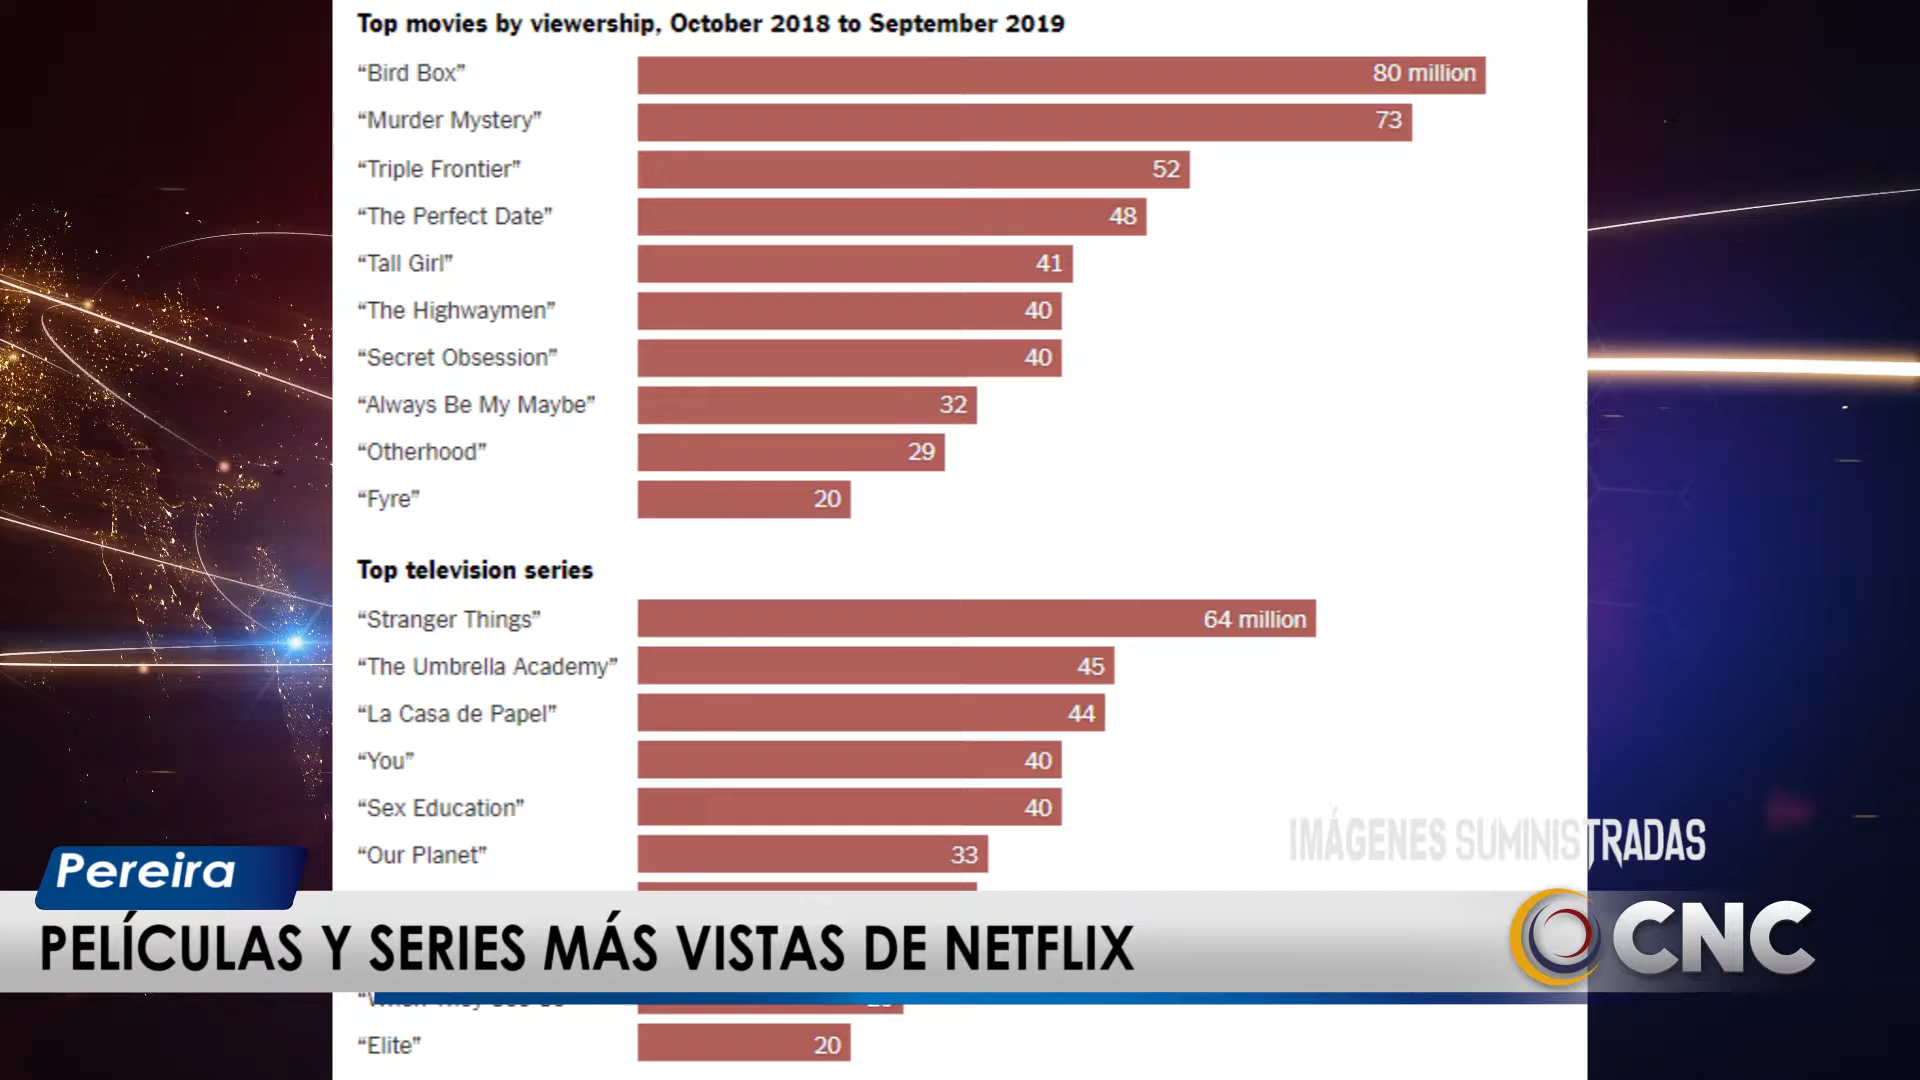 Top movies by viewership, October 2018 to September 2019
“Bird Box” 80 million
“Murder Mystery” 73
“Triple Frontier” 52
“The Perfect Date” 48
“Tall Girl” 41
“The Highwaymen” 40
“Secret Obsession” 40
“Always Be My Maybe” 32
“Otherhood” 29
“Fyre” 20
Top television series
“Stranger Things” 64 million
“The Umbrella Academy” 45
“La Casa de Papel” 44
“You” 40
“Sex Education” 40
“Our Planet” 33
IMÁGENES SUMINISTRADAS
Pereira
PELÍCULAS Y SERIES MÁS VISTAS DE NETFLIX
CNC
“Elite” 20